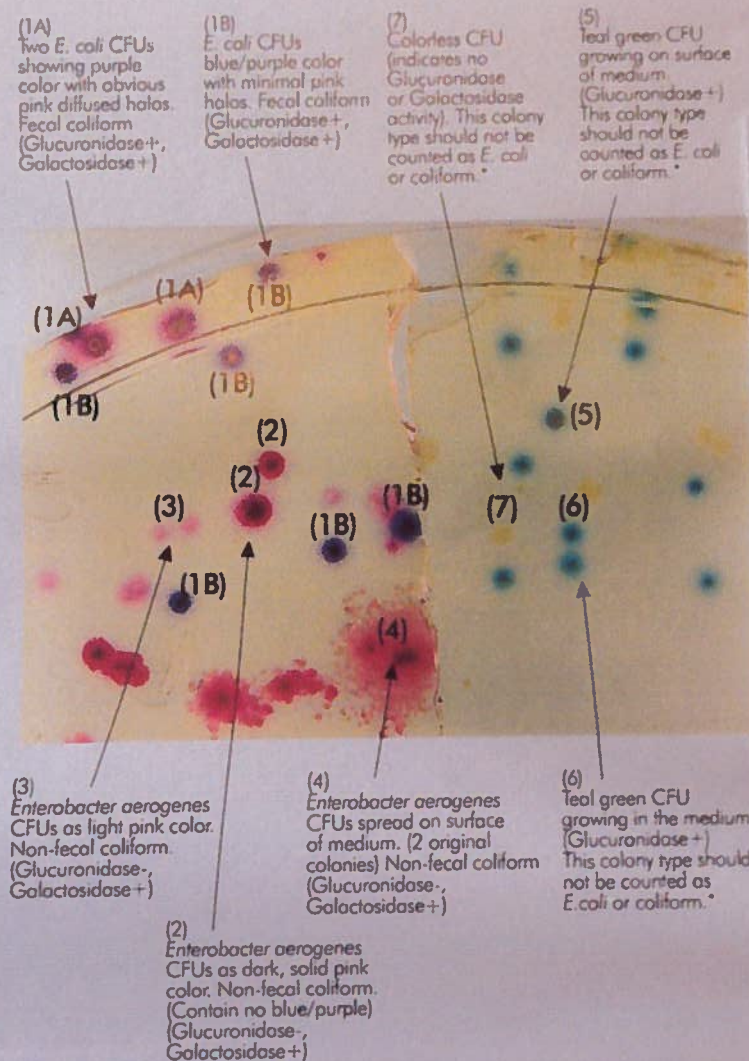 (1A)
Two E. coli CFUs
showing purple
color with obvious
pink diffused halos.
Fecal coliform
(Glucuronidase+,
Galactosidase+)
(1B)
E. coli CFUs
blue/purple color
with minimal pink
halos. Fecal coliform
(Glucuronidase+,
Galactosidase+)
(7)
Colorless CFU
(indicates no
Glucuronidase
or Galactosidase
activity). This colony
type should not be
counted as E. coli
or coliform.*
(5)
Teal green CFU
growing on surface
of medium
(Glucuronidase+)
This colony type
should not be
counted as E. coli
or coliform.*
(1A)
(1A)
(1B)
(1B)
(1B)
(2)
(2)
(3)
(1B)
(1B)
(1B)
(4)
(5)
(7)
(6)
(3)
Enterobacter aerogenes
CFUs as light pink color.
Non-fecal coliform.
(Glucuronidase-,
Galactosidase+)
(2)
Enterobacter aerogenes
CFUs as dark, solid pink
color. Non-fecal coliform.
(Contain no blue/purple)
(Glucuronidase-,
Galactosidase+)
(4)
Enterobacter aerogenes
CFUs spread on surface
of medium. (2 original
colonies) Non-fecal coliform
(Glucuronidase-,
Galactosidase+)
(6)
Teal green CFU
growing in the medium
(Glucuronidase+)
This colony type should
not be counted as
E.coli or coliform.*